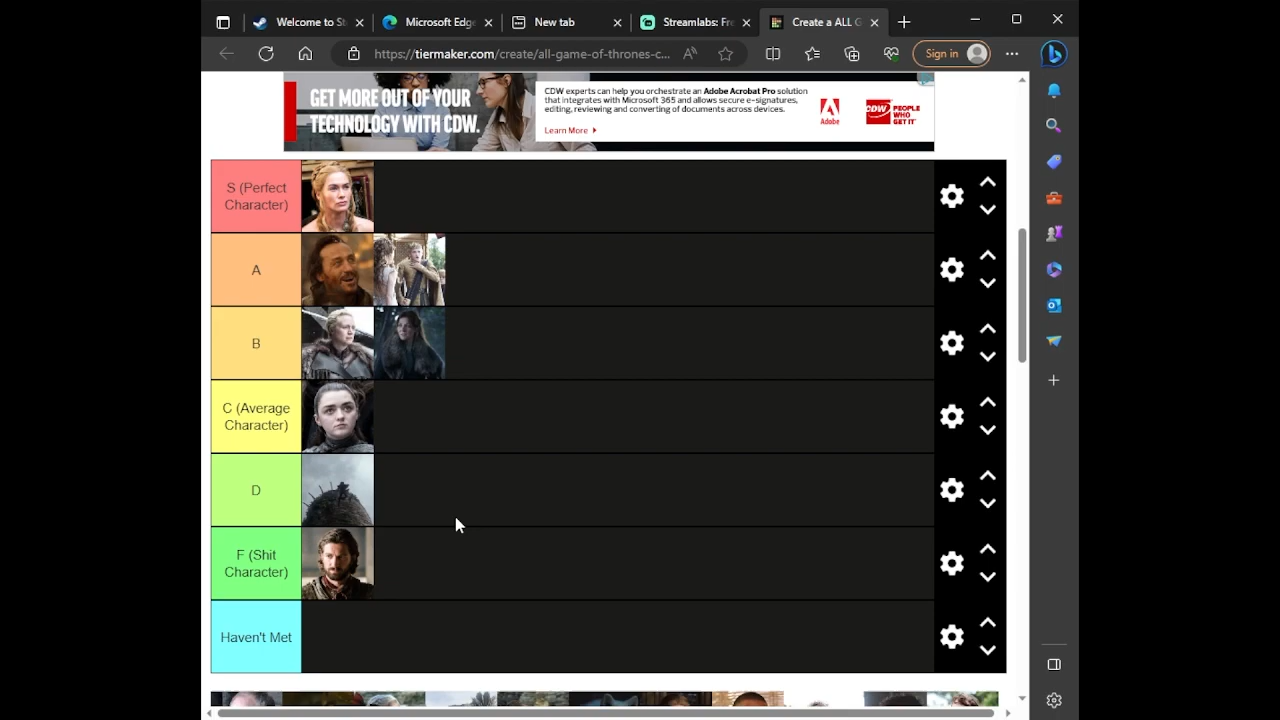 Welcome to St
Microsoft Edge
New tab
Streamlabs: Fre
Create a ALL G
https://tiermaker.com/create/all-game-of-thrones-c...
Sign in
GET MORE OUT OF YOUR
TECHNOLOGY WITH CDW.
CDW experts can help you orchestrate an Adobe Acrobat Pro solution
that integrates with Microsoft 365 and allows secure e-signatures,
editing, reviewing and converting of documents across devices.
Learn More
Adobe
CDW
PEOPLE
WHO
GET IT
S (Perfect
Character)
A
B
C (Average
Character)
D
F (Shit
Character)
Haven't Met